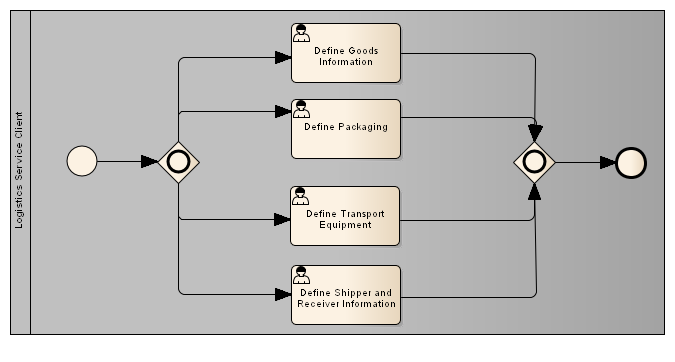 Logistics Service Client
Define Goods
Information
Define Packaging
Define Transport
Equipment
Define Shipper and
Receiver Information